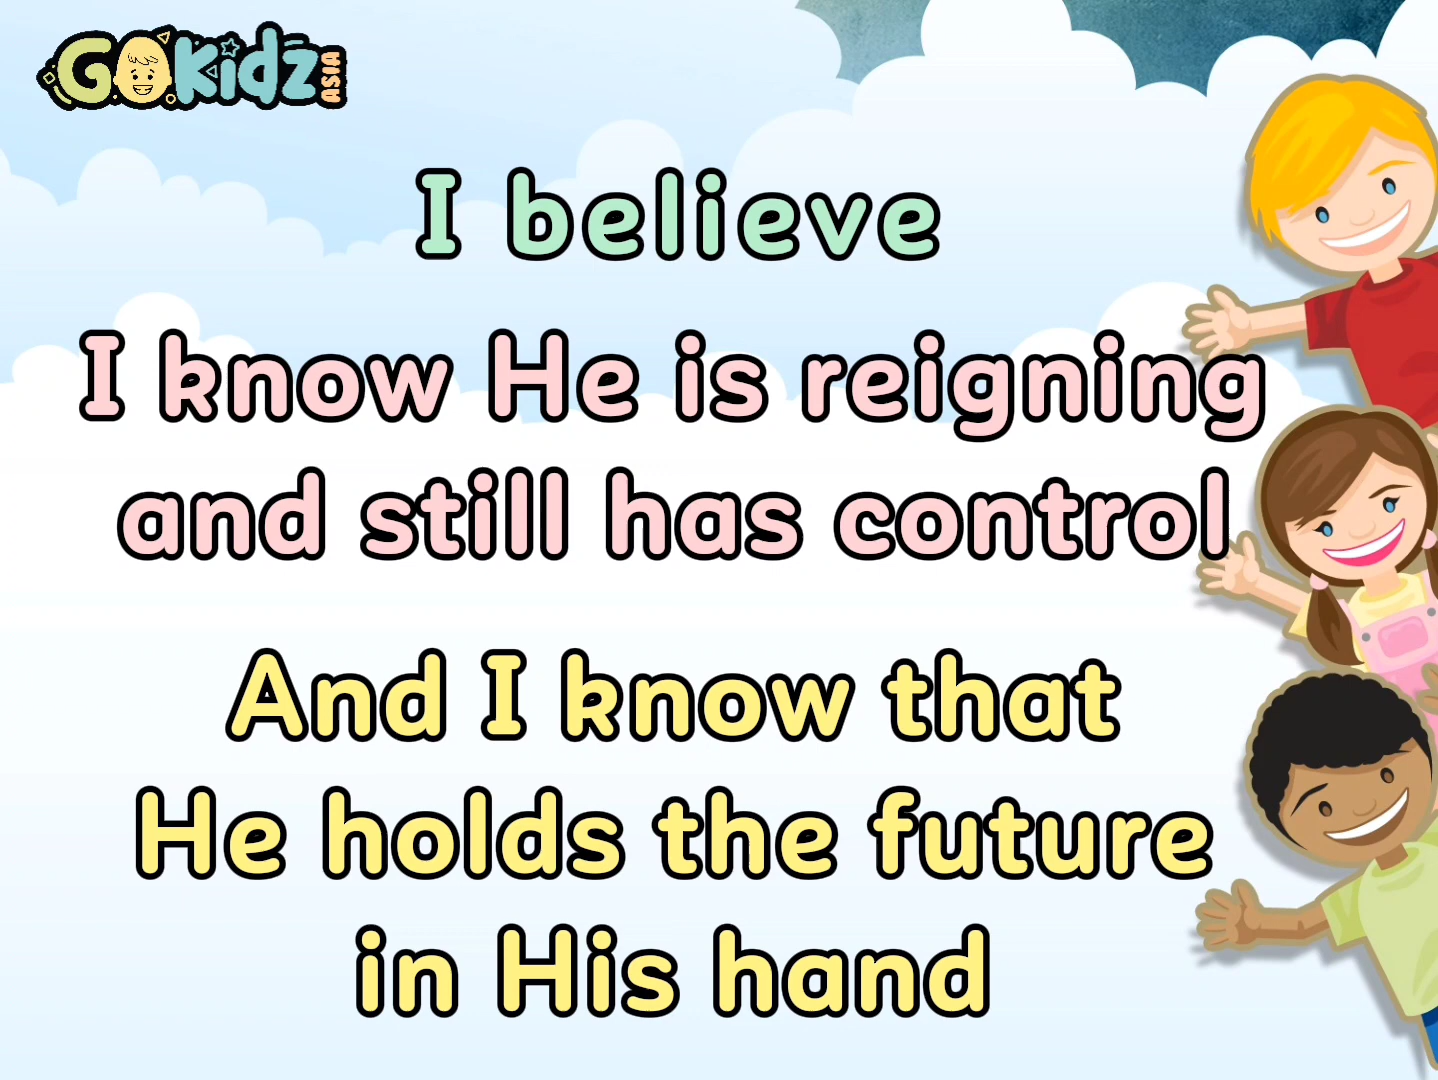 GOKidz ASIA
I believe
I know He is reigning
and still has control
And I know that
He holds the future
in His hand